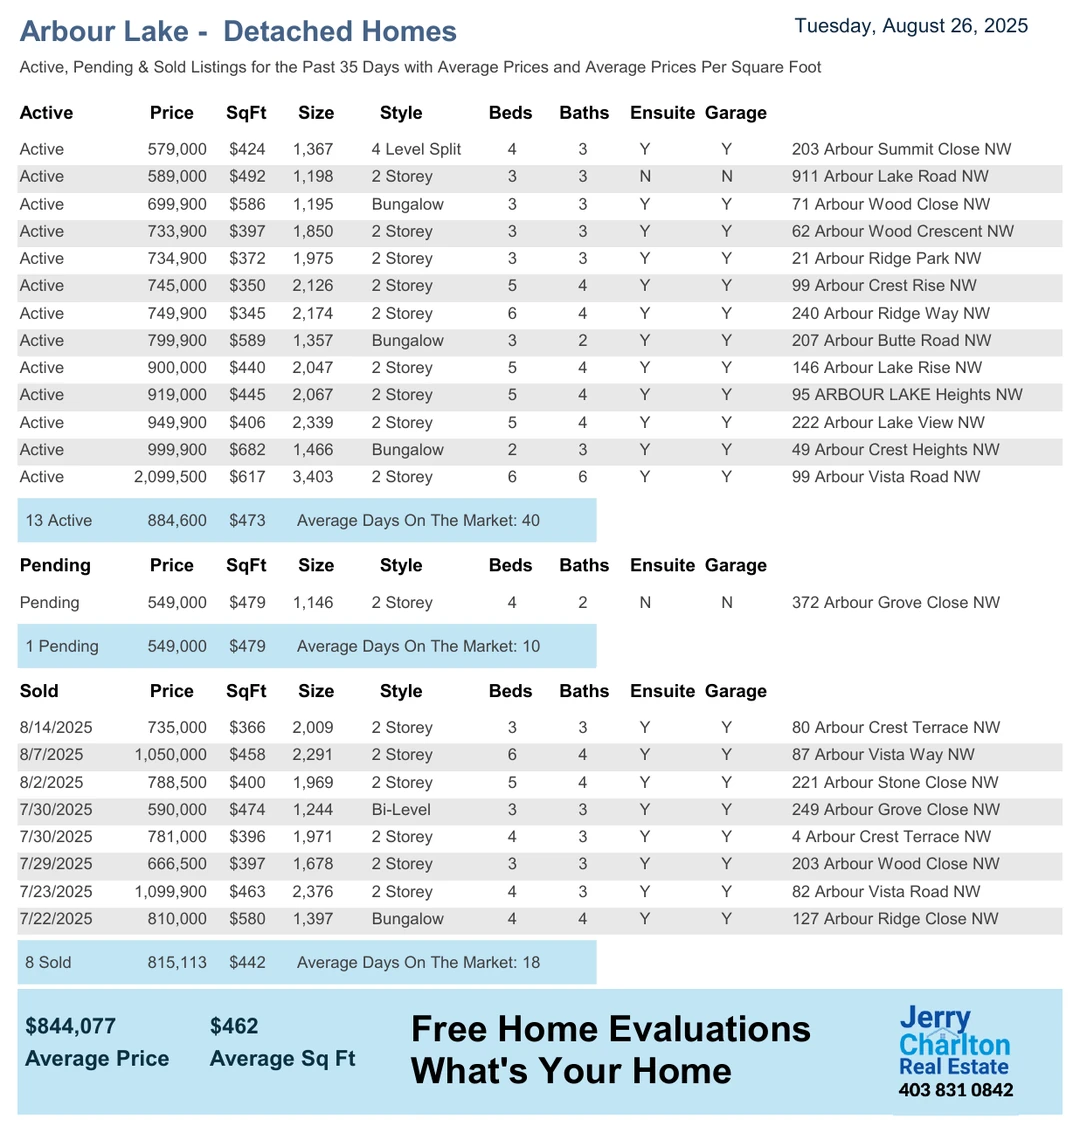 Arbour Lake - Detached Homes
Tuesday, August 26, 2025
Active, Pending & Sold Listings for the Past 35 Days with Average Prices and Average Prices Per Square Foot
Active Price SqFt Size Style Beds Baths Ensuite Garage
Active 579,000 $424 1,367 4 Level Split 4 3 Y Y 203 Arbour Summit Close NW
Active 589,000 $492 1,198 2 Storey 3 3 N N 911 Arbour Lake Road NW
Active 699,900 $586 1,195 Bungalow 3 3 Y Y 71 Arbour Wood Close NW
Active 733,900 $397 1,850 2 Storey 3 3 Y Y 62 Arbour Wood Crescent NW
Active 734,900 $372 1,975 2 Storey 3 3 Y Y 21 Arbour Ridge Park NW
Active 745,000 $350 2,126 2 Storey 5 4 Y Y 99 Arbour Crest Rise NW
Active 749,900 $345 2,174 2 Storey 6 4 Y Y 240 Arbour Ridge Way NW
Active 799,900 $589 1,357 Bungalow 3 2 Y Y 207 Arbour Butte Road NW
Active 900,000 $440 2,047 2 Storey 5 4 Y Y 146 Arbour Lake Rise NW
Active 919,000 $445 2,067 2 Storey 5 4 Y Y 95 ARBOUR LAKE Heights NW
Active 949,900 $406 2,339 2 Storey 5 4 Y Y 222 Arbour Lake View NW
Active 999,900 $682 1,466 Bungalow 2 3 Y Y 49 Arbour Crest Heights NW
Active 2,099,500 $617 3,403 2 Storey 6 6 Y Y 99 Arbour Vista Road NW
13 Active 884,600 $473 Average Days On The Market: 40
Pending Price SqFt Size Style Beds Baths Ensuite Garage
Pending 549,000 $479 1,146 2 Storey 4 2 N N 372 Arbour Grove Close NW
1 Pending 549,000 $479 Average Days On The Market: 10
Sold Price SqFt Size Style Beds Baths Ensuite Garage
8/14/2025 735,000 $366 2,009 2 Storey 3 3 Y Y 80 Arbour Crest Terrace NW
8/7/2025 1,050,000 $458 2,291 2 Storey 6 4 Y Y 87 Arbour Vista Way NW
8/2/2025 788,500 $400 1,969 2 Storey 5 4 Y Y 221 Arbour Stone Close NW
7/30/2025 590,000 $474 1,244 Bi-Level 3 3 Y Y 249 Arbour Grove Close NW
7/30/2025 781,000 $396 1,971 2 Storey 4 3 Y Y 4 Arbour Crest Terrace NW
7/29/2025 666,500 $397 1,678 2 Storey 3 3 Y Y 203 Arbour Wood Close NW
7/23/2025 1,099,900 $463 2,376 2 Storey 4 3 Y Y 82 Arbour Vista Road NW
7/22/2025 810,000 $580 1,397 Bungalow 4 4 Y Y 127 Arbour Ridge Close NW
8 Sold 815,113 $442 Average Days On The Market: 18
$844,077 $462
Average Price Average Sq Ft
Free Home Evaluations
What's Your Home
Jerry
Charlton
Real Estate
403 831 0842